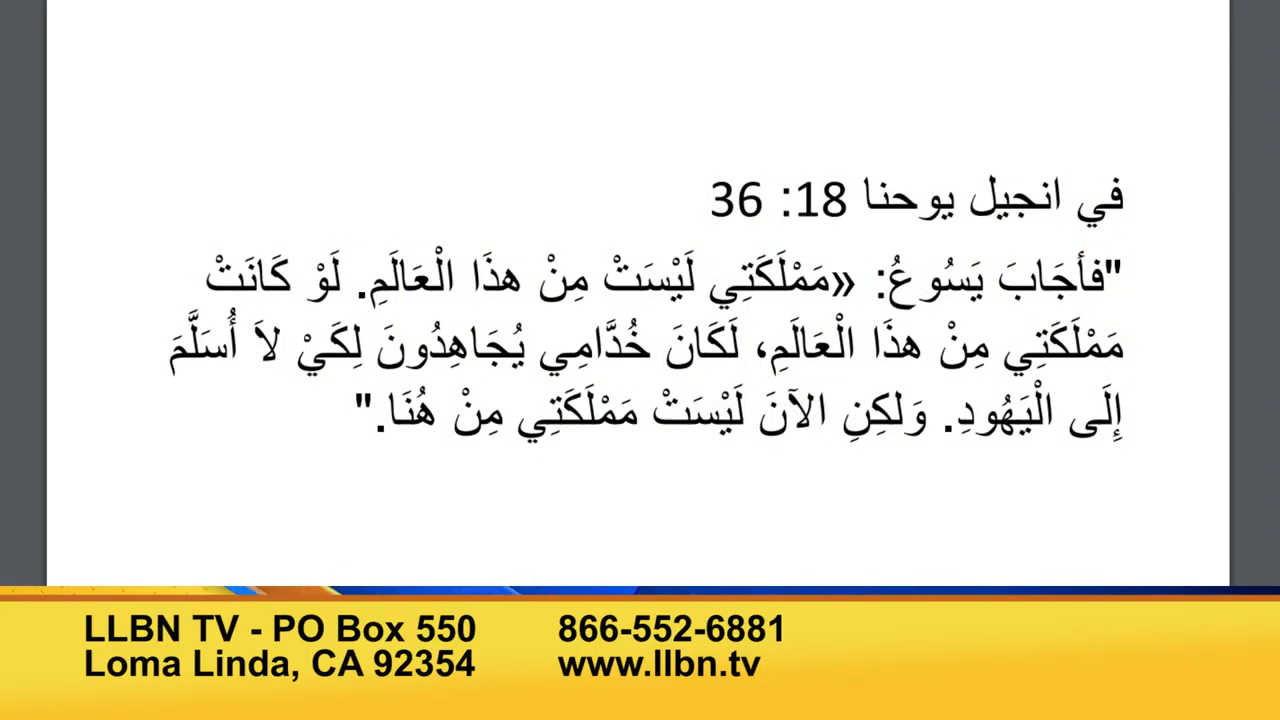 في انجيل يوحنا 18: 36
"فأجَابَ يَسُوعُ: «مَمْلَكَتِي لَيْسَتْ مِنْ هذَا الْعَالَمِ. لَوْ كَانَتْ
مَمْلَكَتِي مِنْ هذَا الْعَالَمِ، لَكَانَ خُدَّامِي يُجَاهِدُونَ لِكَيْ لاَ أُسَلَّمَ
إِلَى الْيَهُودِ. وَلكِنِ الآنَ لَيْسَتْ مَمْلَكَتِي مِنْ هُنَا."
LLBN TV - PO Box 550
Loma Linda, CA 92354
866-552-6881
www.llbn.tv